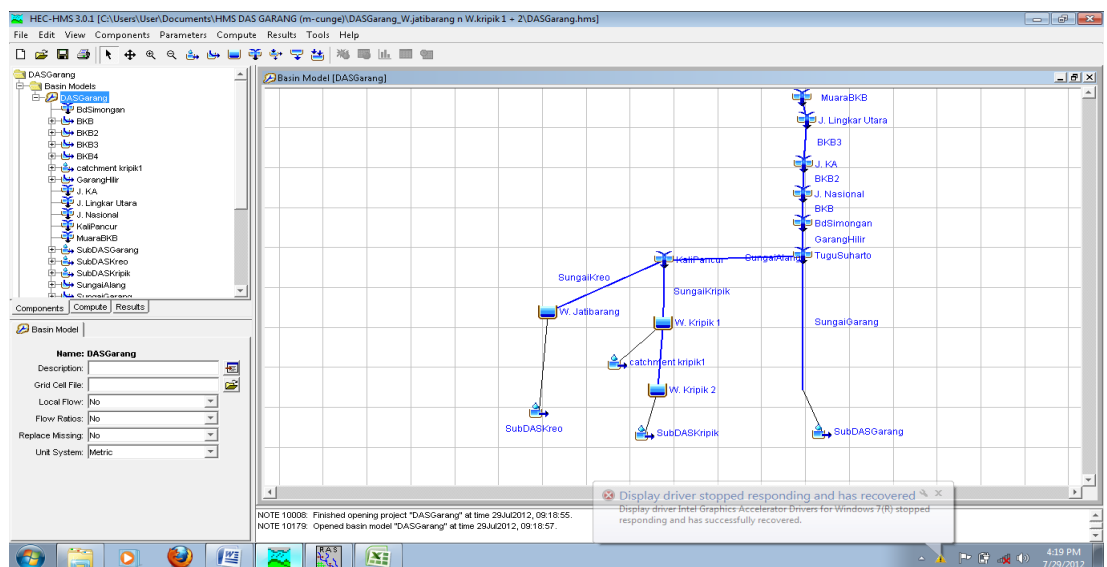 HEC-HMS 3.0.1 [C:\Users\User\Documents\HMS DAS GARANG (m-cunge)\DASGarang_W.jatibarang n W.kripik 1 + 2\DASGarang.hms]
File Edit View Components Parameters Compute Results Tools Help
DASGarang
Basin Models
DASGarang
BdSimongan
BKB
BKB2
BKB3
BKB4
catchment kripik1
GarangHilir
J. KA
J. Lingkar Utara
J. Nasional
KaliPancur
MuaraBKB
SubDASGarang
SubDASKreo
SubDASKripik
SungaiAlang
SungaiGarang
Components Compute Results
Basin Model
Name: DASGarang
Description:
Grid Cell File:
Local Flow: No
Flow Ratios: No
Replace Missing: No
Unit System: Metric
Basin Model [DASGarang]
MuaraBKB
J. Lingkar Utara
BKB3
J. KA
BKB2
J. Nasional
BKB
BdSimongan
GarangHilir
KaliPancur SungaiAlang TuguSuharto
SungaiKreo
SungaiKripik
W. Jatibarang
W. Kripik 1
SungaiGarang
catchment kripik1
W. Kripik 2
SubDASKreo
SubDASKripik
SubDASGarang
NOTE 10008: Finished opening project "DASGarang" at time 29Jul2012, 09:18:55.
NOTE 10179: Opened basin model "DASGarang" at time 29Jul2012, 09:18:57.
Display driver stopped responding and has recovered
Display driver Intel Graphics Accelerator Drivers for Windows 7(R) stopped
responding and has successfully recovered.
RAS
4:19 PM
7/29/2012